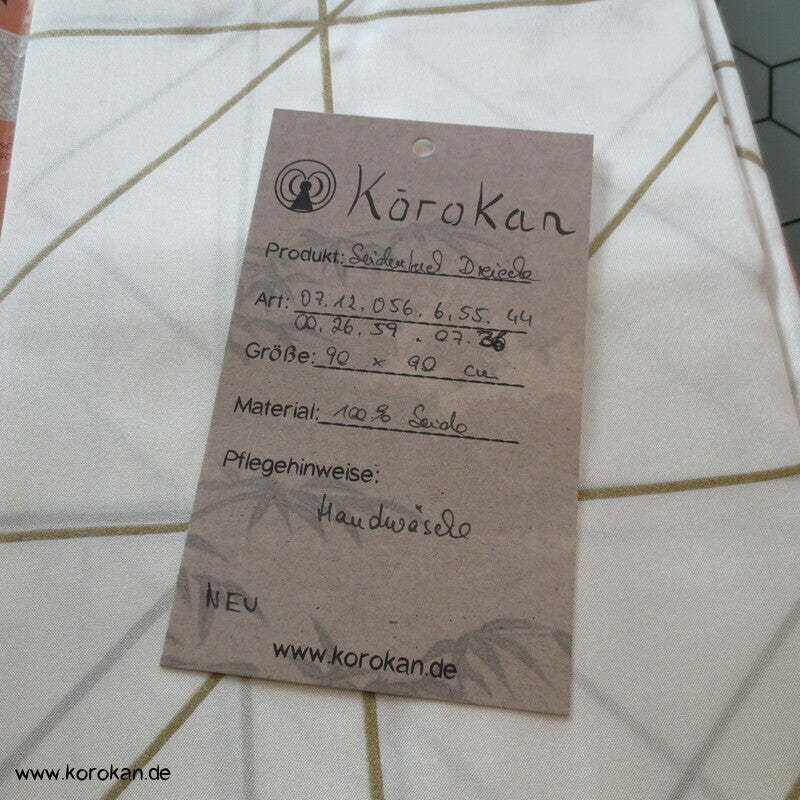 Kōrokan
Produkt: Seidentuch Dreiecke
Art: 07.12.056.6.55.44
00.26.59.07.36
Größe: 90 x 90 cm
Material: 100% Seide
Pflegehinweise:
Handwäsche
NEU
www.korokan.de
www.korokan.de